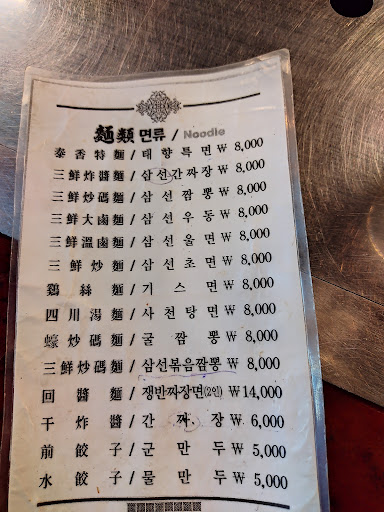 麵類 면류 / Noodle
泰香特麵 / 태향특면 ₩ 8,000
三鮮炸醬麵 / 삼선간짜장 ₩ 8,000
三鮮炒碼麵 / 삼선짬뽕 ₩ 8,000
三鮮大鹵麵 / 삼선우동 ₩ 8,000
三鮮溫鹵麵 / 삼선울면 ₩ 8,000
三鮮炒麵 / 삼선초면 ₩ 8,000
鷄絲麵 / 기스면 ₩ 8,000
四川湯麵 / 사천탕면 ₩ 8,000
蠔炒碼麵 / 굴짬뽕 ₩ 8,000
三鮮炒碼麵 / 삼선볶음짬뽕 ₩ 8,000
回醬麵 / 쟁반짜장면(2인) ₩14,000
干炸醬 / 간짜장 ₩ 6,000
前餃子 / 군만두 ₩ 5,000
水餃子 / 물만두 ₩ 5,000